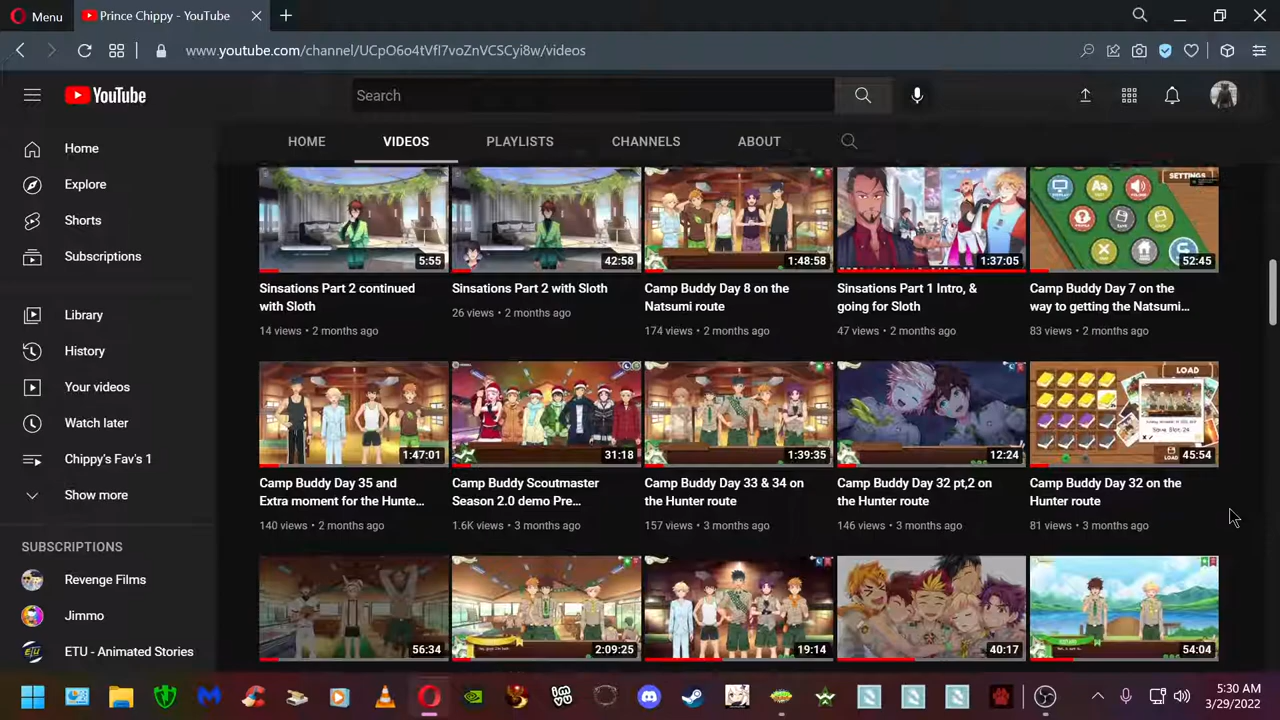 Menu
Prince Chippy - YouTube
www.youtube.com/channel/UCpO6o4tVfl7voZnVCSCyi8w/videos
YouTube
Search
HOME VIDEOS PLAYLISTS CHANNELS ABOUT
Home
Explore
Shorts
Subscriptions
Library
History
Your videos
Watch later
Chippy's Fav's 1
Show more
SUBSCRIPTIONS
Revenge Films
Jimmo
ETU - Animated Stories
5:55
Sinsations Part 2 continued
with Sloth
14 views • 2 months ago
42:58
Sinsations Part 2 with Sloth
26 views • 2 months ago
1:48:58
Camp Buddy Day 8 on the
Natsumi route
174 views • 2 months ago
1:37:05
Sinsations Part 1 Intro, &
going for Sloth
47 views • 2 months ago
SETTINGS
52:45
Camp Buddy Day 7 on the
way to getting the Natsumi...
83 views • 2 months ago
1:47:01
Camp Buddy Day 35 and
Extra moment for the Hunte...
140 views • 2 months ago
31:18
Camp Buddy Scoutmaster
Season 2.0 demo Pre...
1.6K views • 3 months ago
1:39:35
Camp Buddy Day 33 & 34 on
the Hunter route
157 views • 3 months ago
12:24
Camp Buddy Day 32 pt,2 on
the Hunter route
146 views • 3 months ago
LOAD
Save Slot 24
LOAD
45:54
Camp Buddy Day 32 on the
Hunter route
81 views • 3 months ago
56:34
2:09:25
19:14
40:17
54:04
5:30 AM
3/29/2022